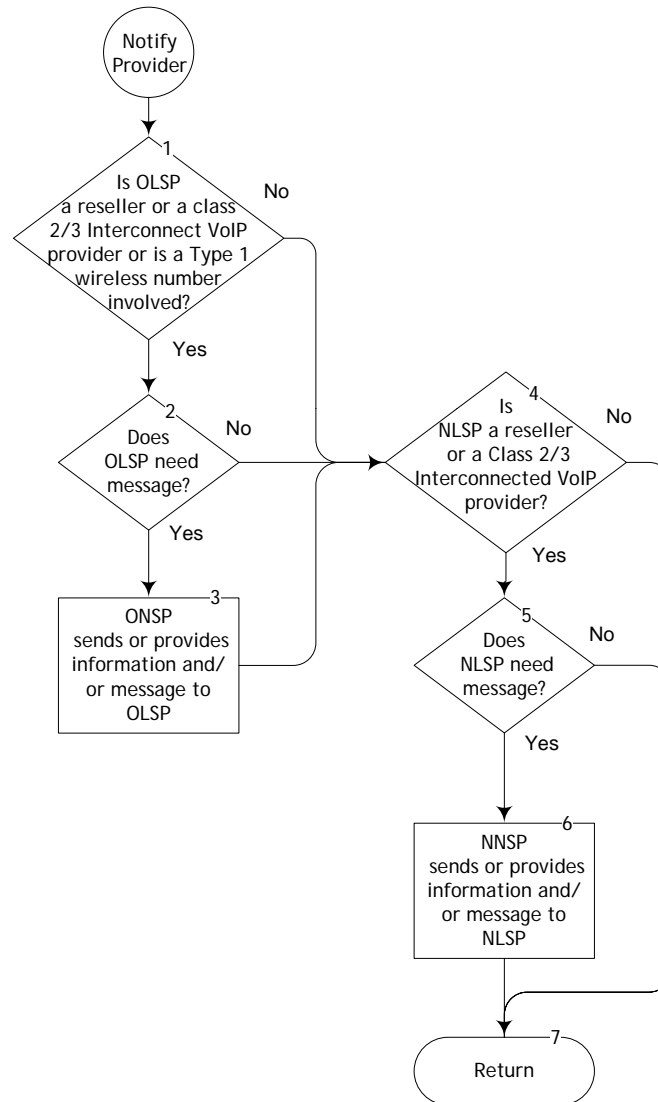 Notify
Provider
1
Is OLSP
a reseller or a class
2/3 Interconnect VoIP
provider or is a Type 1
wireless number
involved?
No
Yes
2
Does
OLSP need
message?
No
Yes
3
ONSP
sends or provides
information and/
or message to
OLSP
4
Is
NLSP a reseller
or a Class 2/3
Interconnected VoIP
provider?
No
Yes
5
Does
NLSP need
message?
No
Yes
6
NNSP
sends or provides
information and/
or message to
NLSP
7
Return